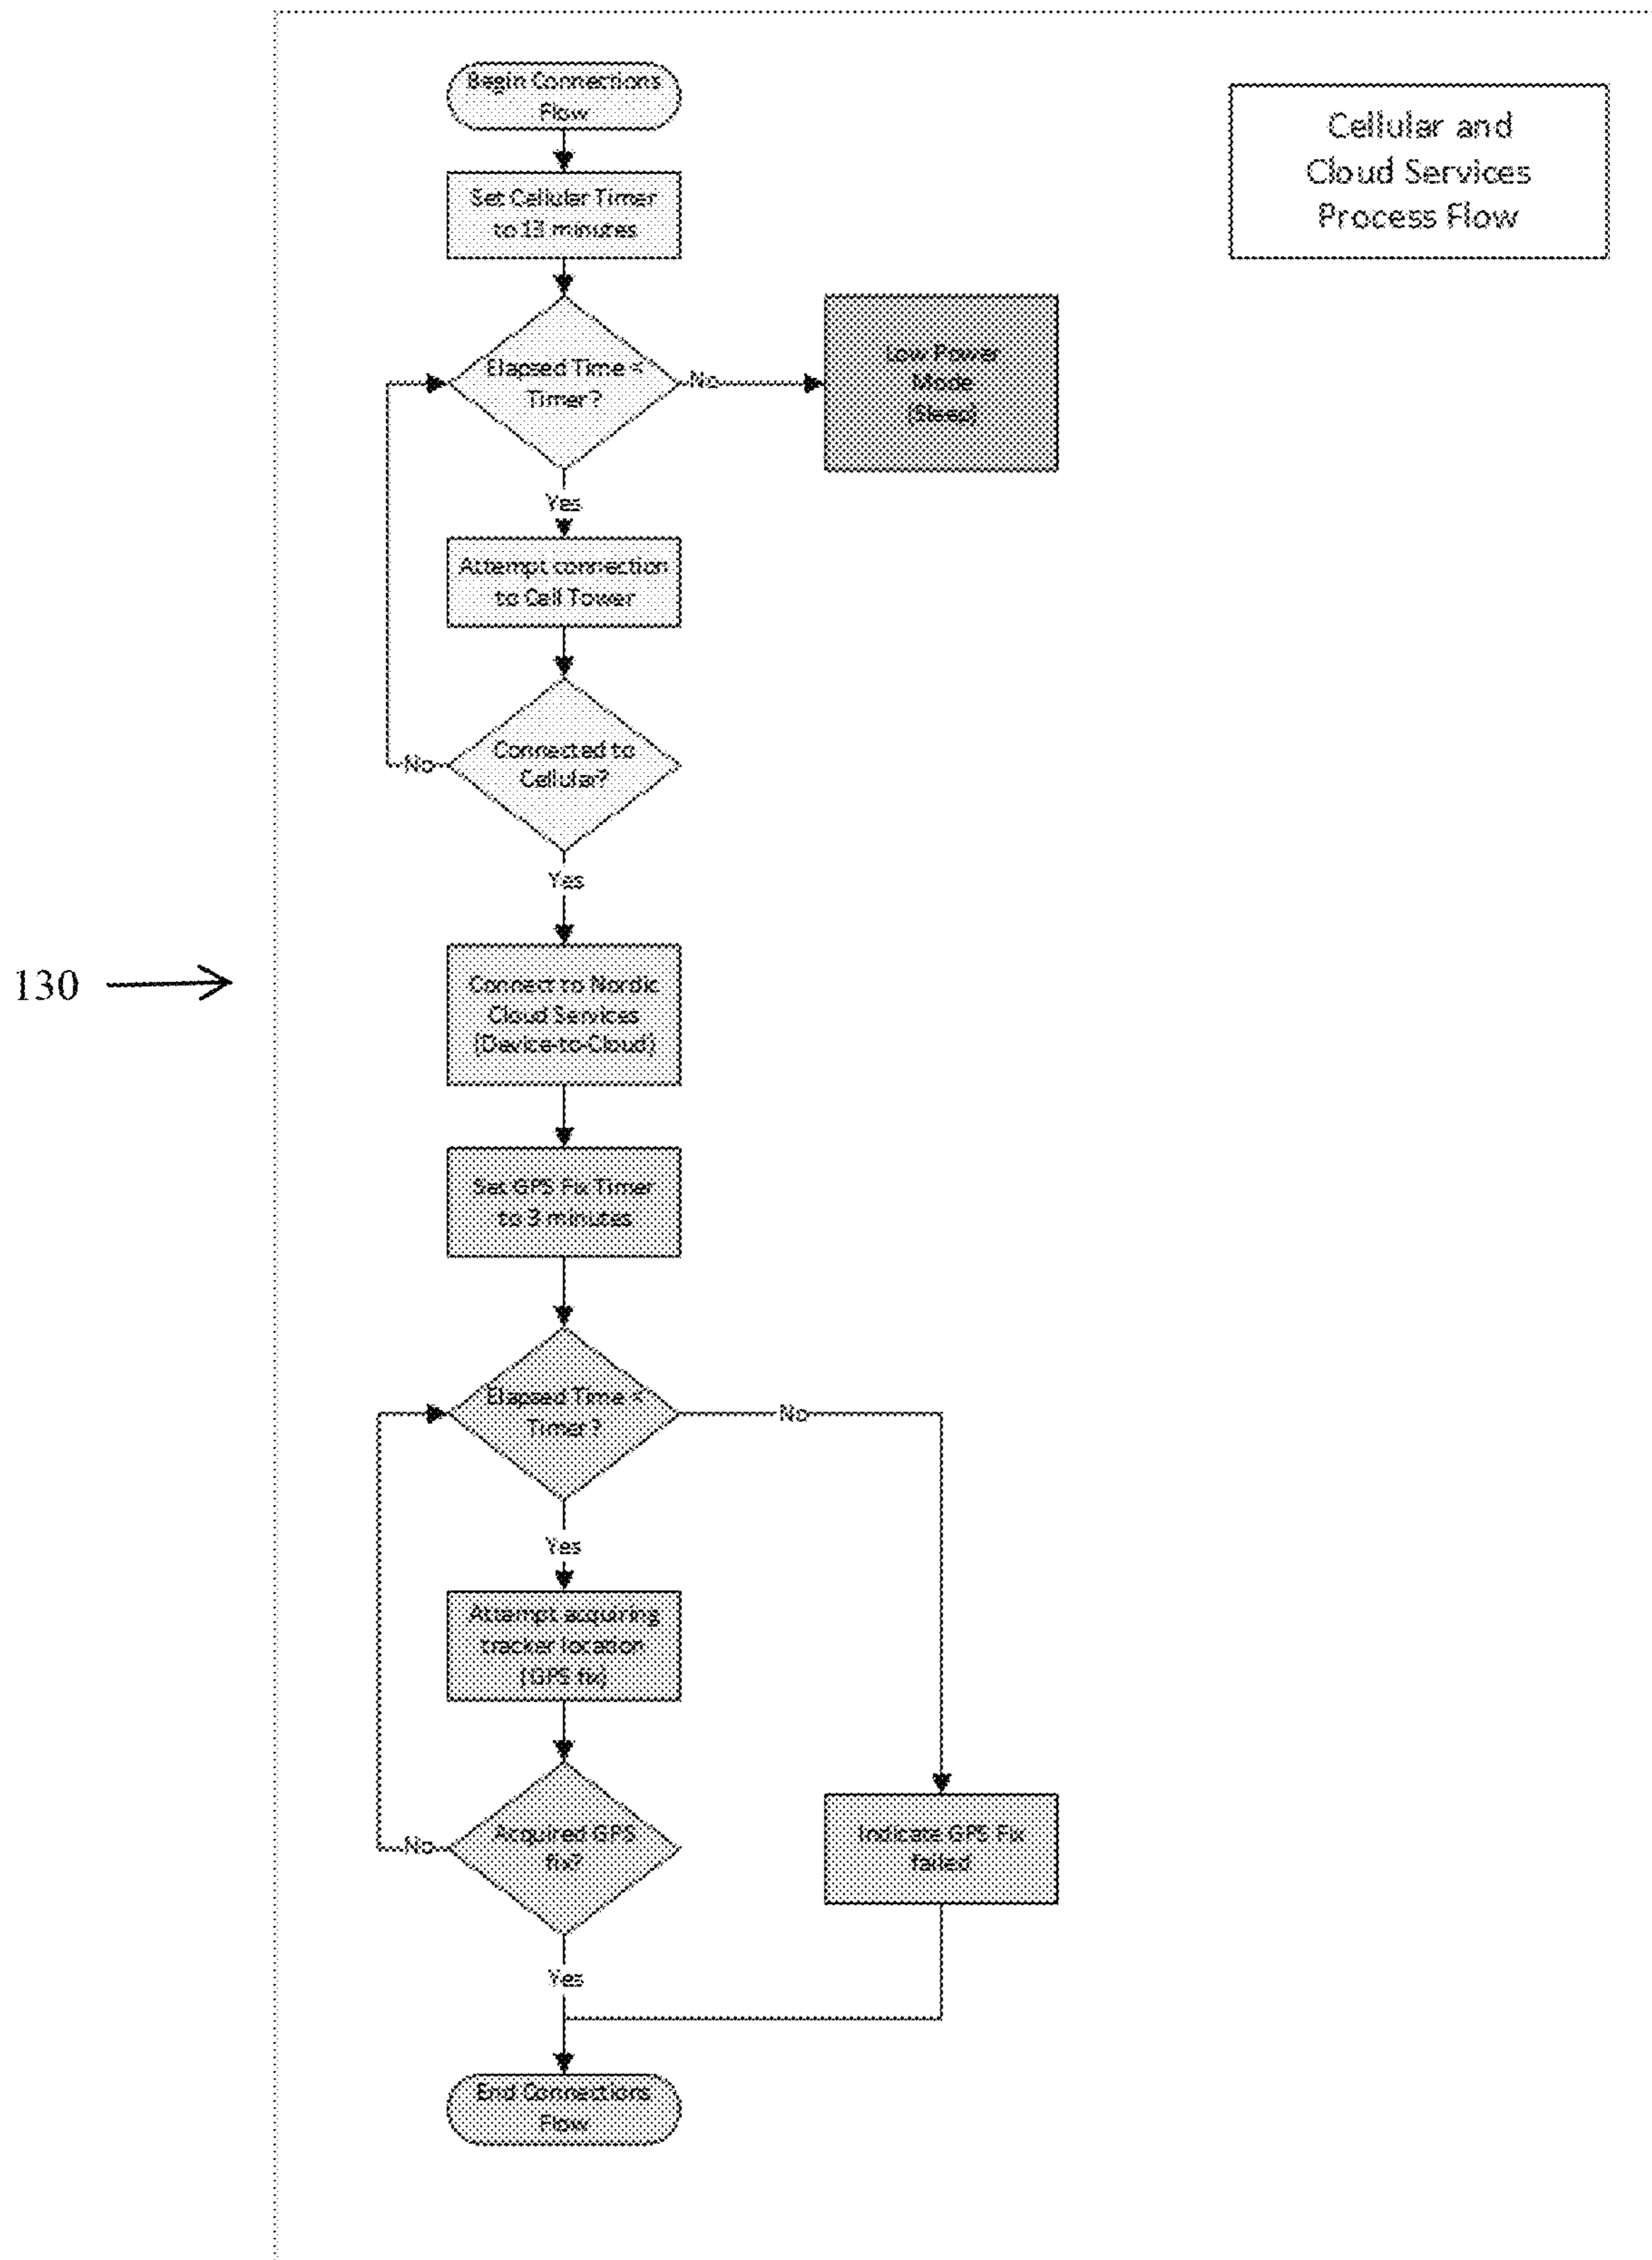 Begin Connections
Flow
Cellular and
Cloud Services
Process Flow
Set Cellular Timer
to 13 minutes
Elapsed Time <
Timer?
No
Low Power
Mode
(Sleep)
Yes
Attempt connection
to Cell Tower
Connected to
Cellular?
No
Yes
130
Connect to Nordic
Cloud Services
(Device-to-Cloud)
Set GPS Fix Timer
to 3 minutes
Elapsed Time <
Timer?
No
Yes
Attempt acquiring
tracker location
(GPS fix)
Acquired GPS
fix?
No
Indicate GPS Fix
failed
Yes
End Connections
Flow